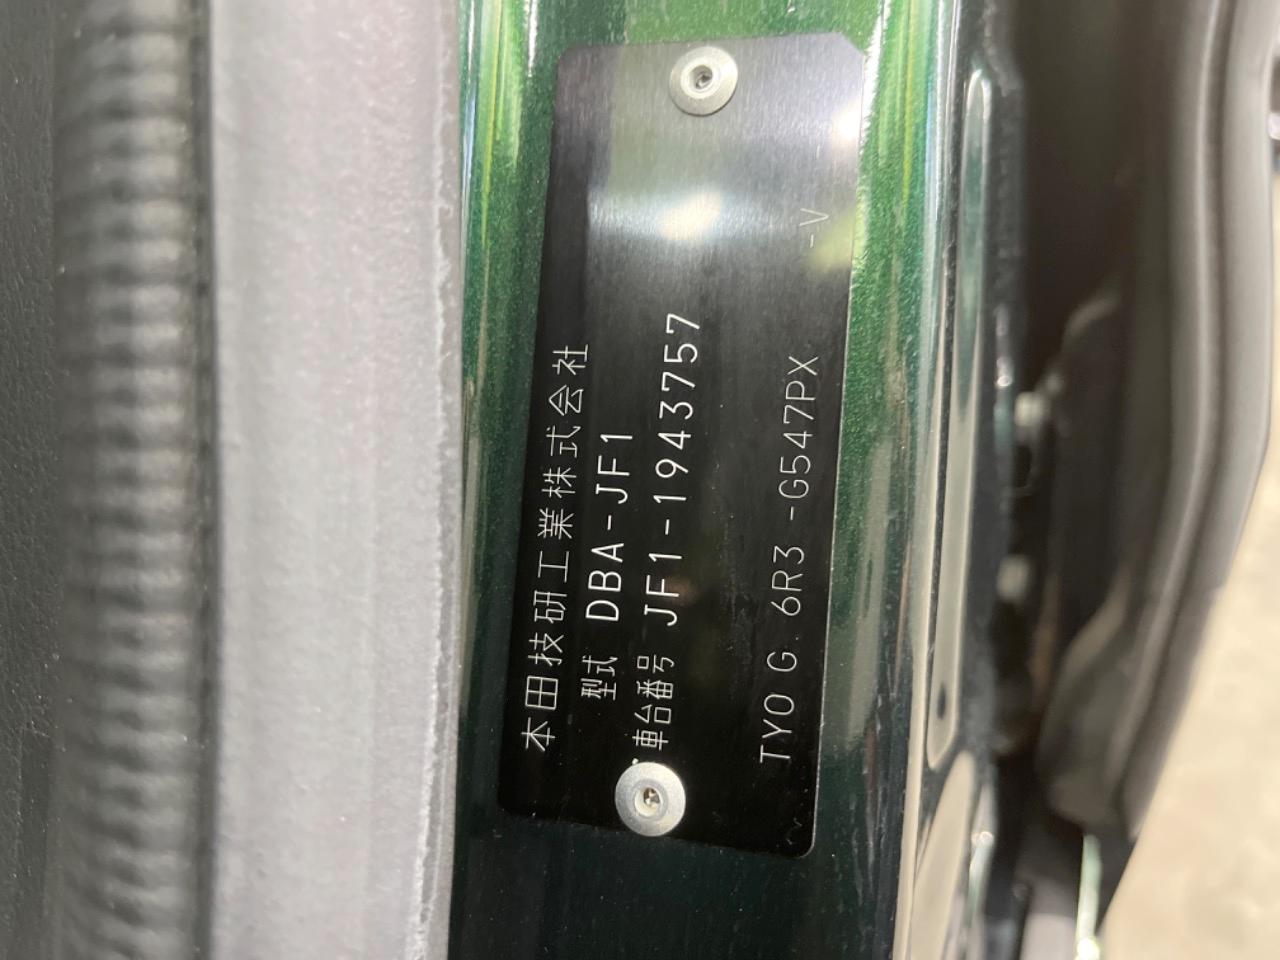 本田技研工業株式会社
型式 DBA-JF1
車台番号 JF1-1943757
TYO G. 6R3 -G547PX -V